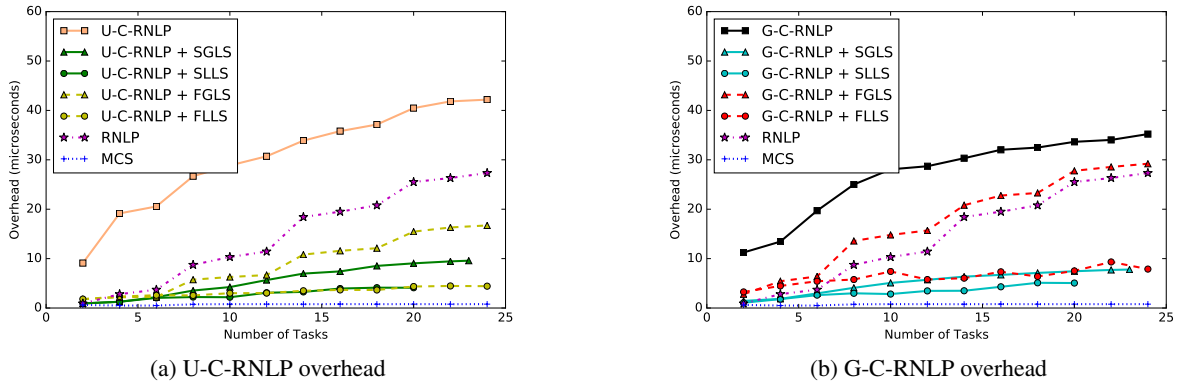 60
50
40
30
20
10
0
Overhead (microseconds)
U-C-RNLP
U-C-RNLP + SGLS
U-C-RNLP + SLLS
U-C-RNLP + FGLS
U-C-RNLP + FLLS
RNLP
MCS
0 5 10 15 20 25
Number of Tasks
(a) U-C-RNLP overhead
60
50
40
30
20
10
0
Overhead (microseconds)
G-C-RNLP
G-C-RNLP + SGLS
G-C-RNLP + SLLS
G-C-RNLP + FGLS
G-C-RNLP + FLLS
RNLP
MCS
0 5 10 15 20 25
Number of Tasks
(b) G-C-RNLP overhead